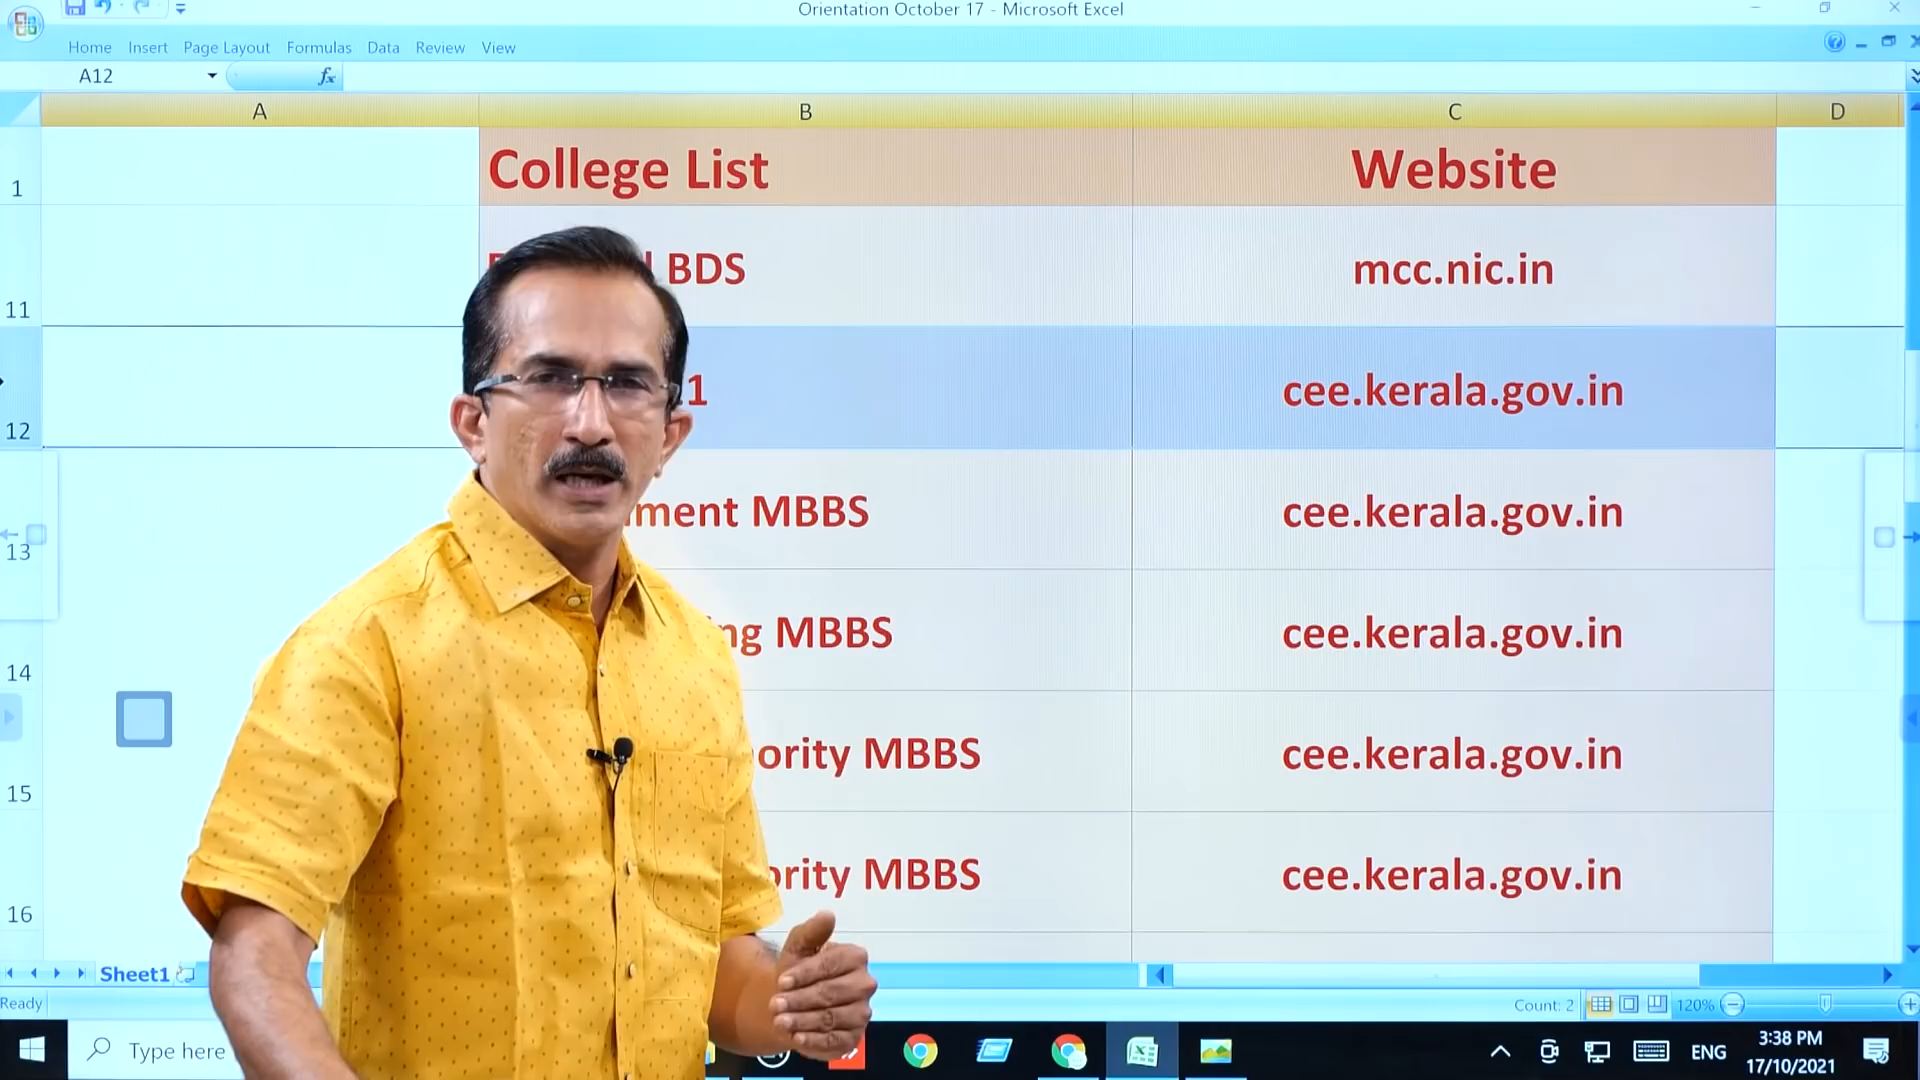 Orientation October 17 - Microsoft Excel
Home Insert Page Layout Formulas Data Review View
A12 fx
A B C D
1 College List Website
11 BDS mcc.nic.in
12 1 cee.kerala.gov.in
13 ment MBBS cee.kerala.gov.in
14 ng MBBS cee.kerala.gov.in
15 ority MBBS cee.kerala.gov.in
16 ority MBBS cee.kerala.gov.in
Sheet1
Ready Count: 2 120%
Type here ENG 3:38 PM
17/10/2021